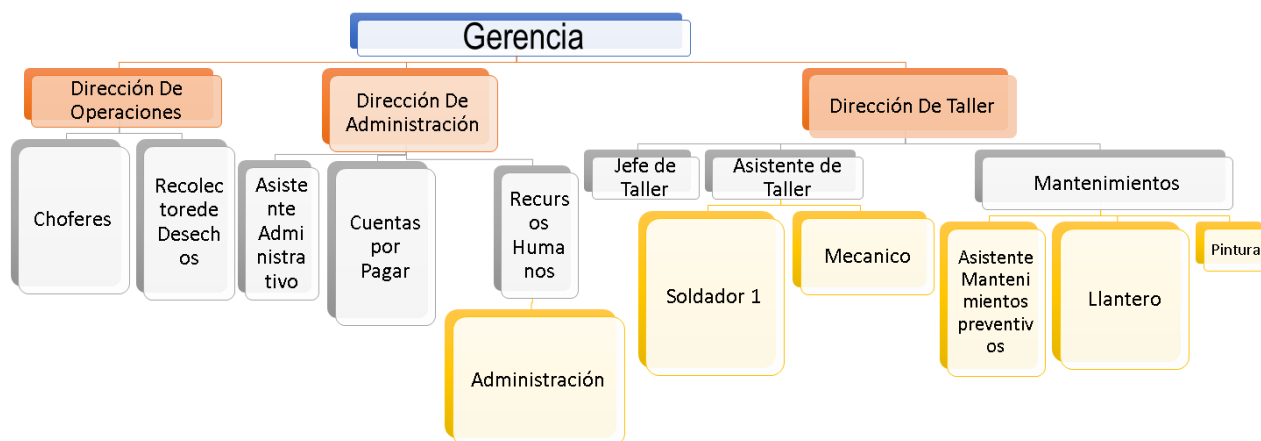 Gerencia
Dirección De
Operaciones
Dirección De
Administración
Dirección De Taller
Choferes
Recolec
torede
Desech
os
Asiste
nte
Admi
nistra
tivo
Cuentas
por
Pagar
Recurs
os
Huma
nos
Administración
Jefe de
Taller
Asistente de
Taller
Mantenimientos
Soldador 1
Mecanico
Asistente
Manteni
mientos
preventiv
os
Llantero
Pintura